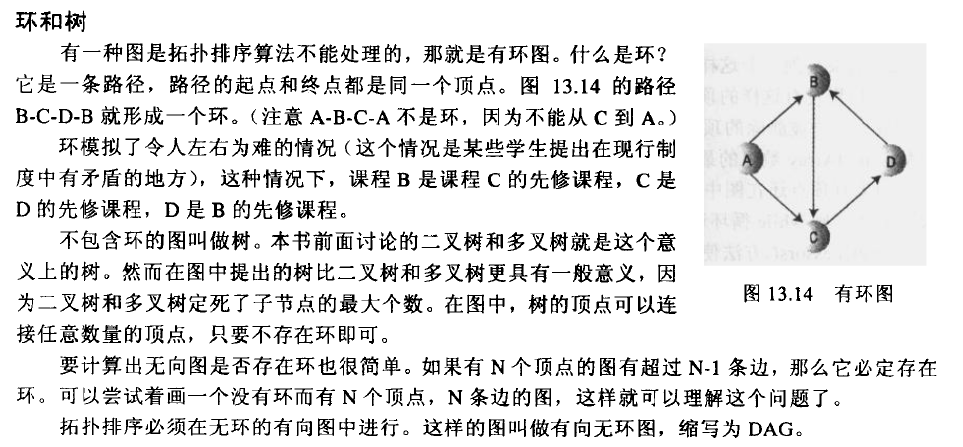 环和树
有一种图是拓扑排序算法不能处理的，那就是有环图。什么是环？
它是一条路径，路径的起点和终点都是同一个顶点。图 13.14 的路径
B-C-D-B 就形成一个环。（注意 A-B-C-A 不是环，因为不能从 C 到 A。）
环模拟了令人左右为难的情况（这个情况是某些学生提出在现行制
度中有矛盾的地方），这种情况下，课程 B 是课程 C 的先修课程，C 是
D 的先修课程，D 是 B 的先修课程。
不包含环的图叫做树。本书前面讨论的二叉树和多叉树就是这个意
义上的树。然而在图中提出的树比二叉树和多叉树更具有一般意义，因
为二叉树和多叉树定死了子节点的最大个数。在图中，树的顶点可以连
接任意数量的顶点，只要不存在环即可。
B
A
D
C
图 13.14 有环图
要计算出无向图是否存在环也很简单。如果有 N 个顶点的图有超过 N-1 条边，那么它必定存在
环。可以尝试着画一个没有环而有 N 个顶点，N 条边的图，这样就可以理解这个问题了。
拓扑排序必须在无环的有向图中进行。这样的图叫做有向无环图，缩写为 DAG。